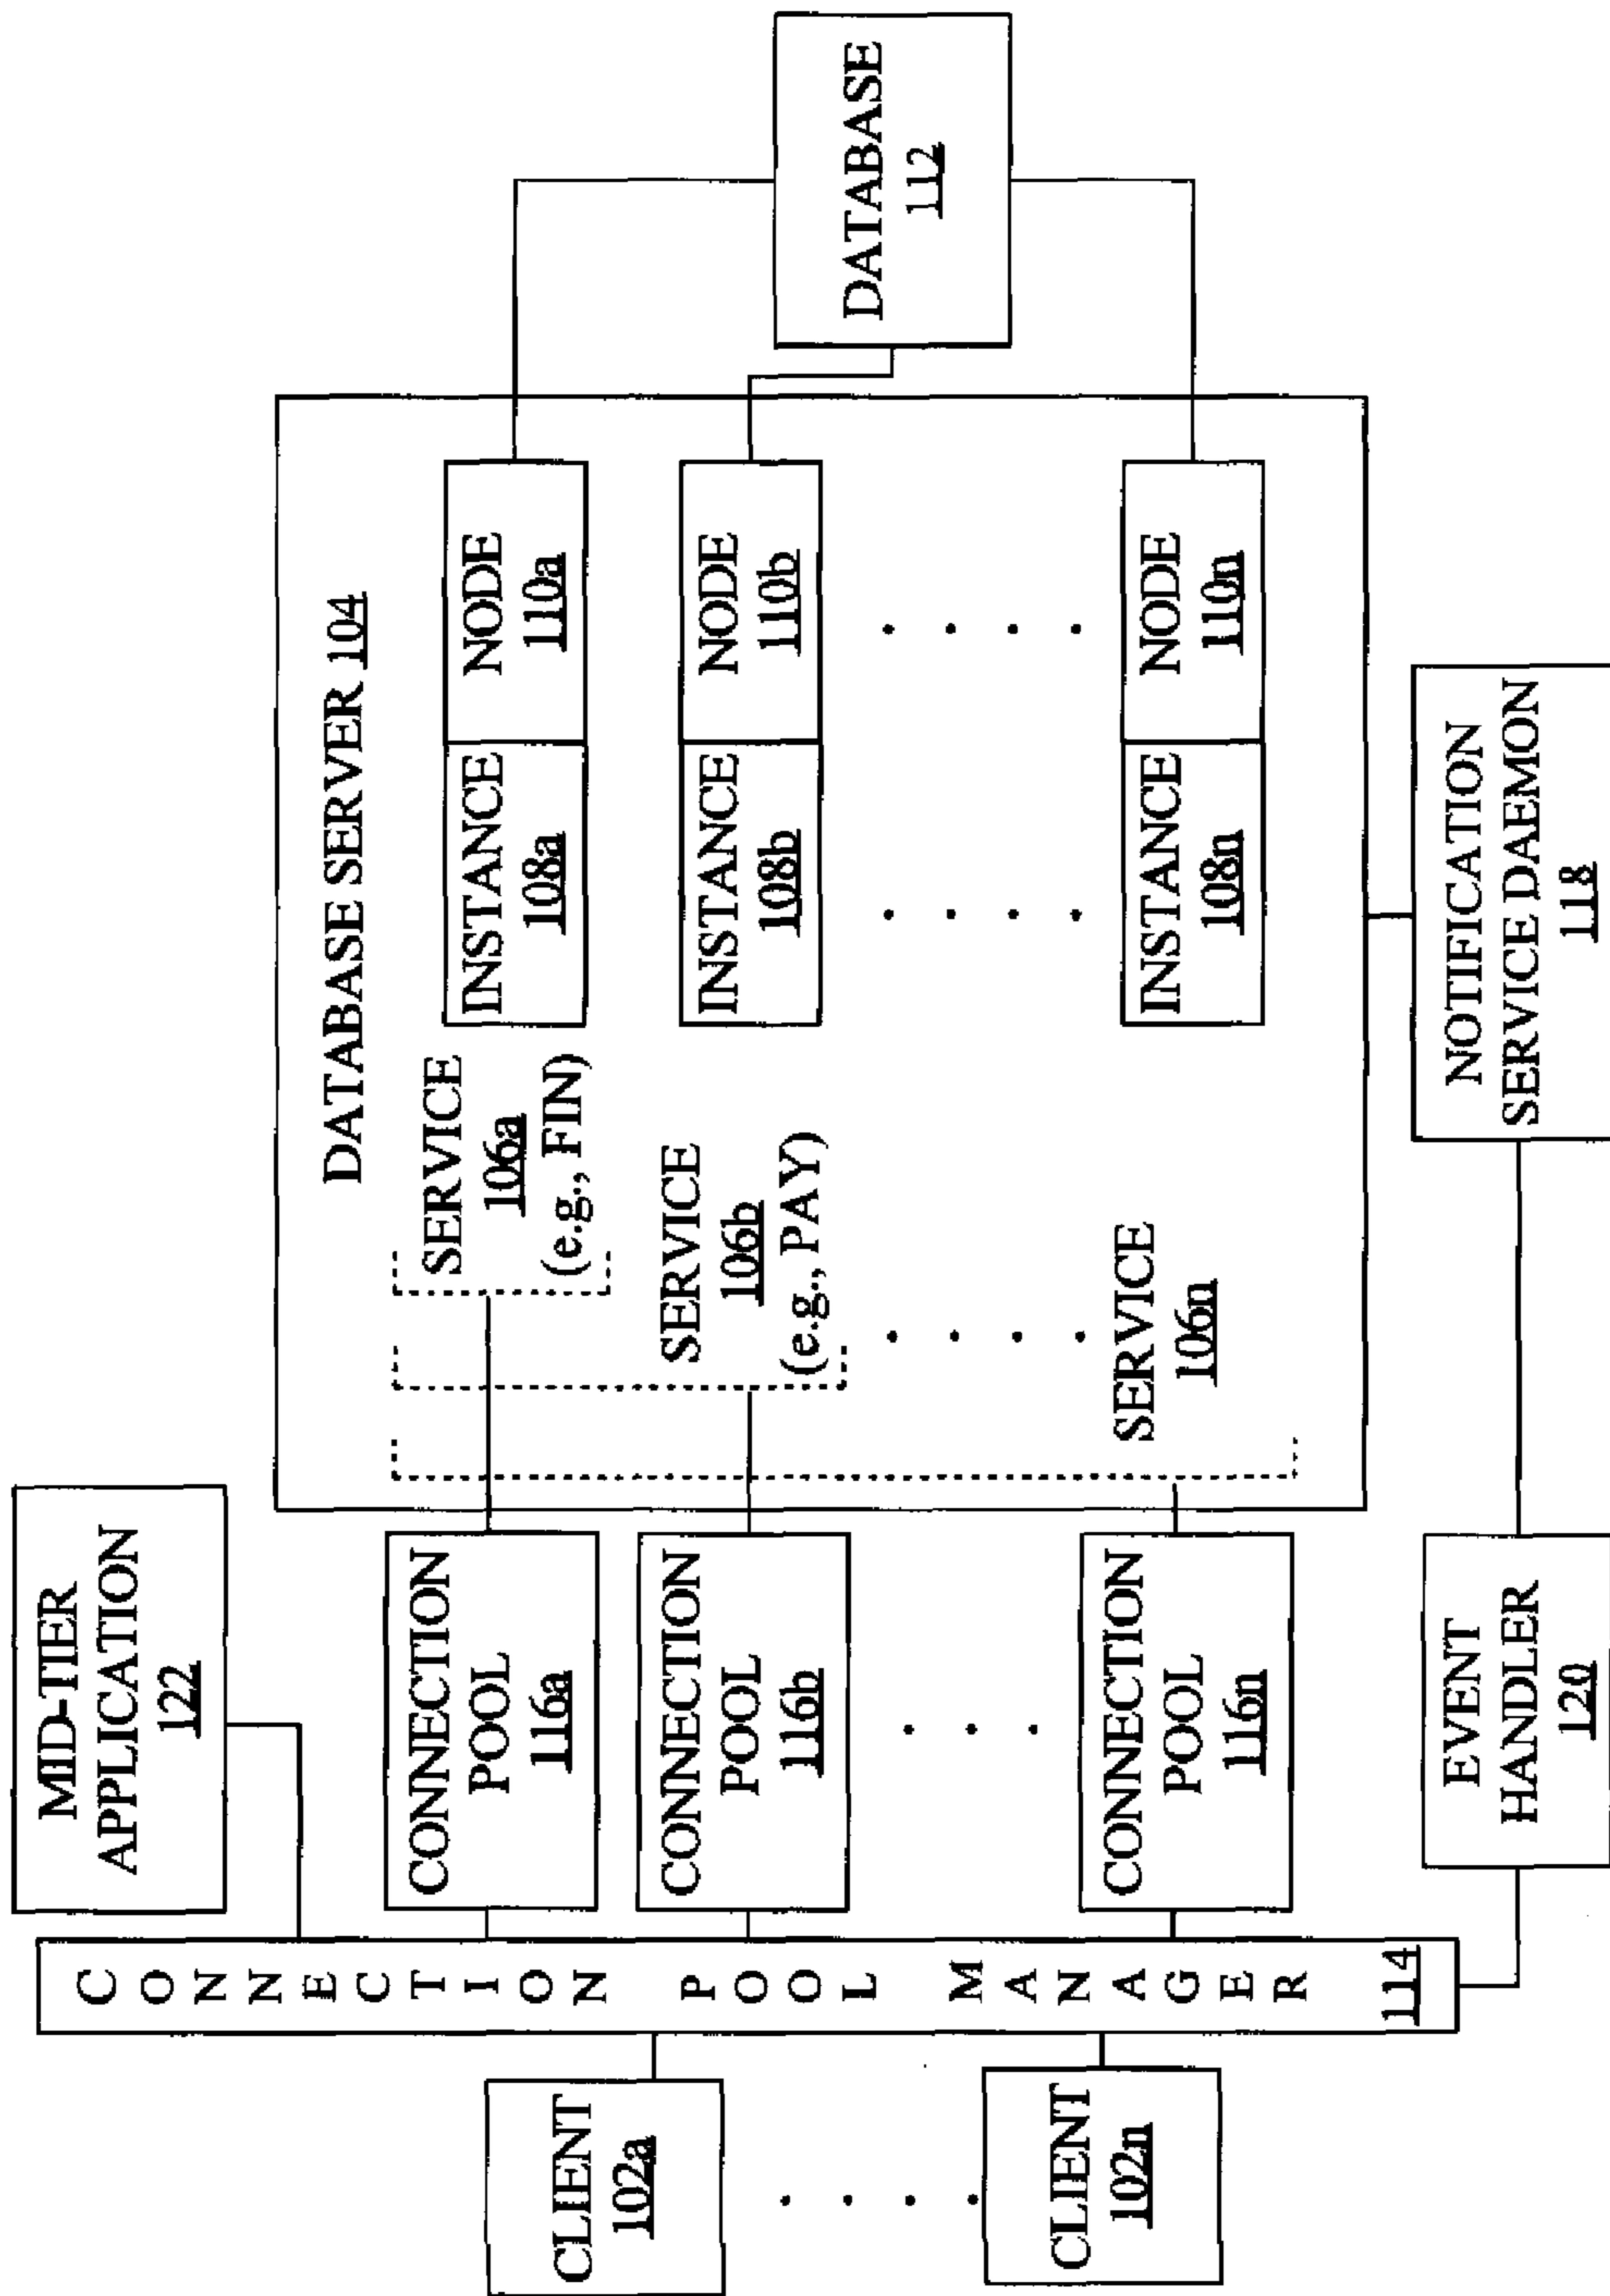 MID-TIER
APPLICATION
122
CLIENT
102a
CLIENT
102n
CONNECTION POOL MANAGER
114
CONNECTION
POOL
116a
CONNECTION
POOL
116b
CONNECTION
POOL
116n
EVENT
HANDLER
120
DATABASE SERVER 104
SERVICE
106a
(e.g., FIN)
SERVICE
106b
(e.g., PAY)
SERVICE
106n
INSTANCE
108a
NODE
110a
INSTANCE
108b
NODE
110b
INSTANCE
108n
NODE
110n
NOTIFICATION
SERVICE DAEMON
118
DATABASE
112